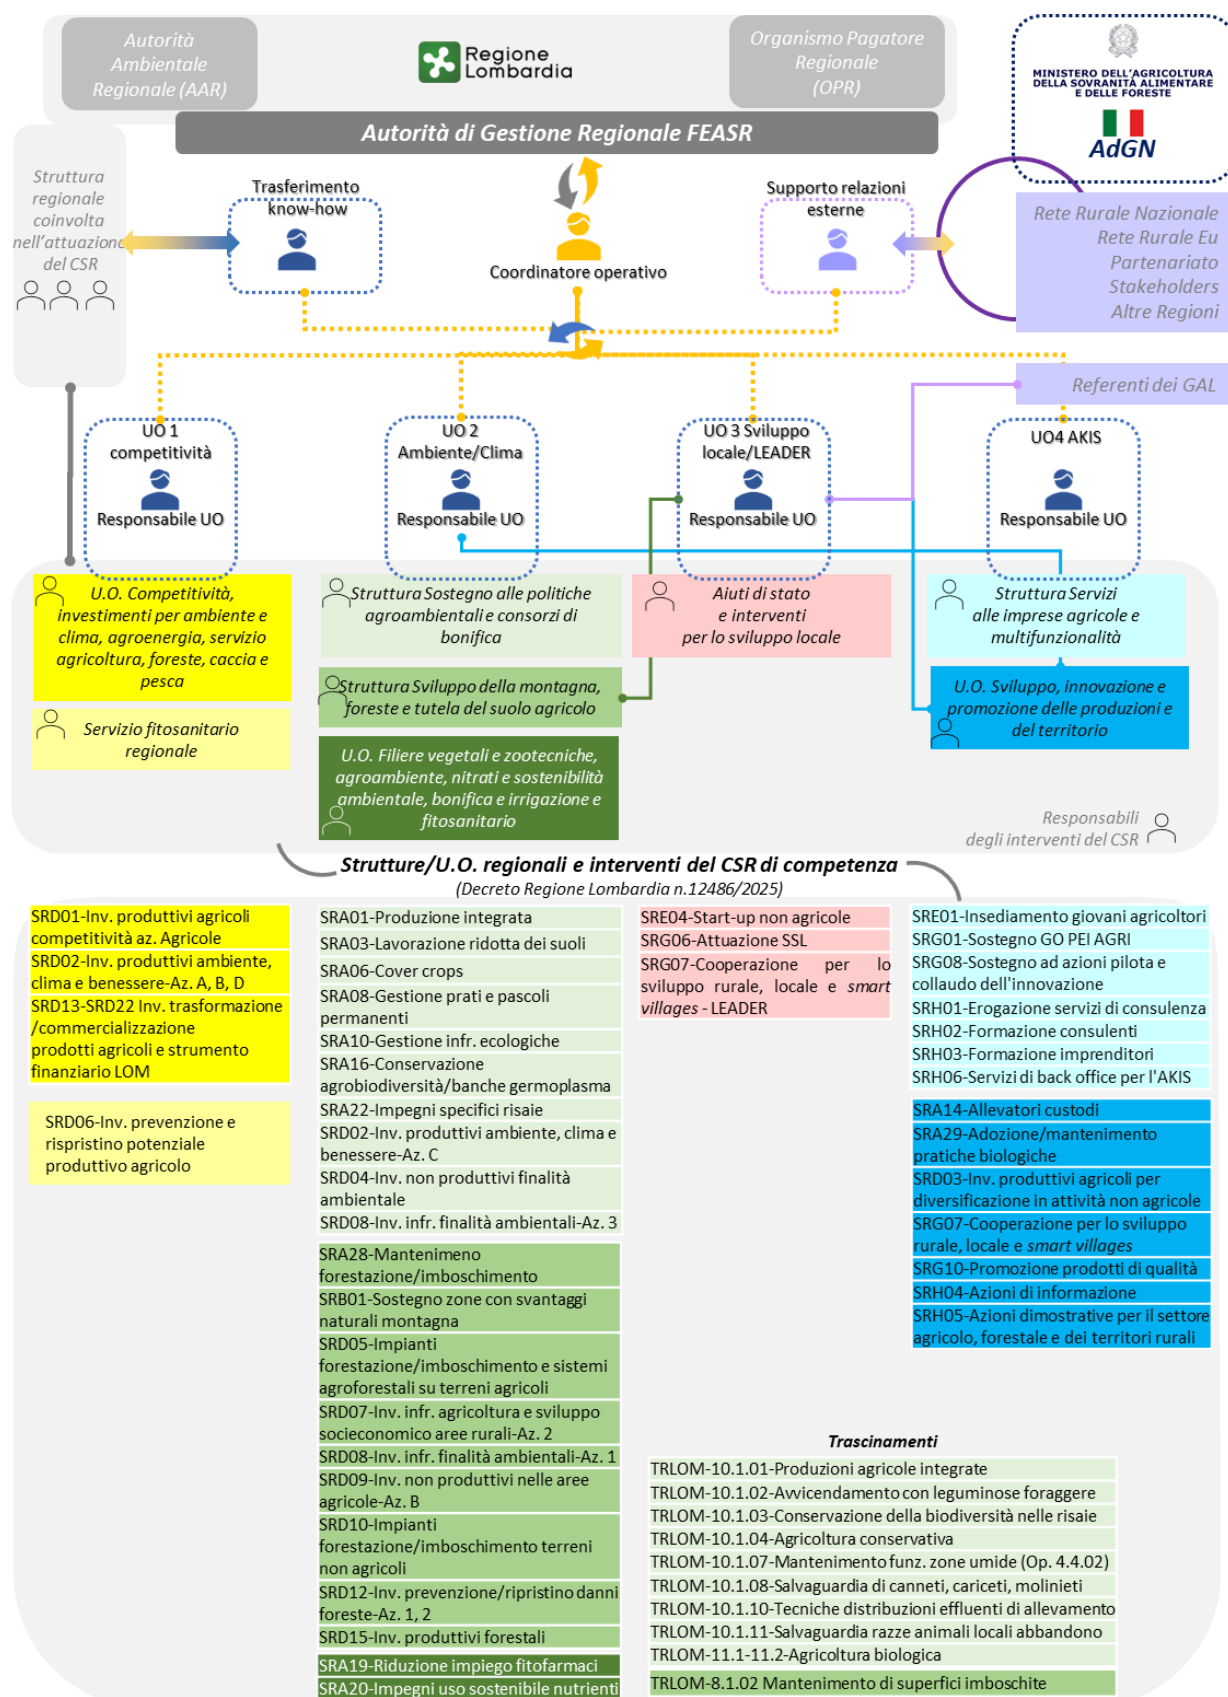 Autorità
Ambientale
Regionale (AAR)
Regione
Lombardia
Organismo Pagatore
Regionale
(OPR)
MINISTERO DELL'AGRICOLTURA
DELLA SOVRANITÀ ALIMENTARE
E DELLE FORESTE
AdGN
Autorità di Gestione Regionale FEASR
Struttura
regionale
coinvolta
nell'attuazione
del CSR
Trasferimento
know-how
Coordinatore operativo
Supporto relazioni
esterne
Rete Rurale Nazionale
Rete Rurale Eu
Partenariato
Stakeholders
Altre Regioni
Referenti dei GAL
UO 1
competitività
Responsabile UO
UO 2
Ambiente/Clima
Responsabile UO
UO 3 Sviluppo
locale/LEADER
Responsabile UO
UO4 AKIS
Responsabile UO
U.O. Competitività,
investimenti per ambiente e
clima, agroenergia, servizio
agricoltura, foreste, caccia e
pesca
Servizio fitosanitario
regionale
Struttura Sostegno alle politiche
agroambientali e consorzi di
bonifica
Struttura Sviluppo della montagna,
foreste e tutela del suolo agricolo
U.O. Filiere vegetali e zootecniche,
agroambiente, nitrati e sostenibilità
ambientale, bonifica e irrigazione e
fitosanitario
Aiuti di stato
e interventi
per lo sviluppo locale
Struttura Servizi
alle imprese agricole e
multifunzionalità
U.O. Sviluppo, innovazione e
promozione delle produzioni e
del territorio
Responsabili
degli interventi del CSR
Strutture/U.O. regionali e interventi del CSR di competenza
(Decreto Regione Lombardia n.12486/2025)
SRD01-Inv. produttivi agricoli
competitività az. Agricole
SRD02-Inv. produttivi ambiente,
clima e benessere-Az. A, B, D
SRD13-SRD22 Inv. trasformazione
/commercializzazione
prodotti agricoli e strumento
finanziario LOM
SRD06-Inv. prevenzione e
rispristino potenziale
produttivo agricolo
SRA01-Produzione integrata
SRA03-Lavorazione ridotta dei suoli
SRA06-Cover crops
SRA08-Gestione prati e pascoli
permanenti
SRA10-Gestione infr. ecologiche
SRA16-Conservazione
agrobiodiversità/banche germoplasma
SRA22-Impegni specifici risaie
SRD02-Inv. produttivi ambiente, clima e
benessere-Az. C
SRD04-Inv. non produttivi finalità
ambientale
SRD08-Inv. infr. finalità ambientali-Az. 3
SRA28-Mantenimeno
forestazione/imboschimento
SRB01-Sostegno zone con svantaggi
naturali montagna
SRD05-Impianti
forestazione/imboschimento e sistemi
agroforestali su terreni agricoli
SRD07-Inv. infr. agricoltura e sviluppo
socieconomico aree rurali-Az. 2
SRD08-Inv. infr. finalità ambientali-Az. 1
SRD09-Inv. non produttivi nelle aree
agricole-Az. B
SRD10-Impianti
forestazione/imboschimento terreni
non agricoli
SRD12-Inv. prevenzione/ripristino danni
foreste-Az. 1, 2
SRD15-Inv. produttivi forestali
SRA19-Riduzione impiego fitofarmaci
SRA20-Impegni uso sostenibile nutrienti
SRE04-Start-up non agricole
SRG06-Attuazione SSL
SRG07-Cooperazione per lo
sviluppo rurale, locale e smart
villages - LEADER
SRE01-Insediamento giovani agricoltori
SRG01-Sostegno GO PEI AGRI
SRG08-Sostegno ad azioni pilota e
collaudo dell'innovazione
SRH01-Erogazione servizi di consulenza
SRH02-Formazione consulenti
SRH03-Formazione imprenditori
SRH06-Servizi di back office per l'AKIS
SRA14-Allevatori custodi
SRA29-Adozione/mantenimento
pratiche biologiche
SRD03-Inv. produttivi agricoli per
diversificazione in attività non agricole
SRG07-Cooperazione per lo sviluppo
rurale, locale e smart villages
SRG10-Promozione prodotti di qualità
SRH04-Azioni di informazione
SRH05-Azioni dimostrative per il settore
agricolo, forestale e dei territori rurali
Trascinamenti
TRLOM-10.1.01-Produzioni agricole integrate
TRLOM-10.1.02-Avvicendamento con leguminose foraggere
TRLOM-10.1.03-Conservazione della biodiversità nelle risaie
TRLOM-10.1.04-Agricoltura conservativa
TRLOM-10.1.07-Mantenimento funz. zone umide (Op. 4.4.02)
TRLOM-10.1.08-Salvaguardia di canneti, cariceti, molinieti
TRLOM-10.1.10-Tecniche distribuzioni effluenti di allevamento
TRLOM-10.1.11-Salvaguardia razze animali locali abbandono
TRLOM-11.1-11.2-Agricoltura biologica
TRLOM-8.1.02 Mantenimento di superfici imboschite